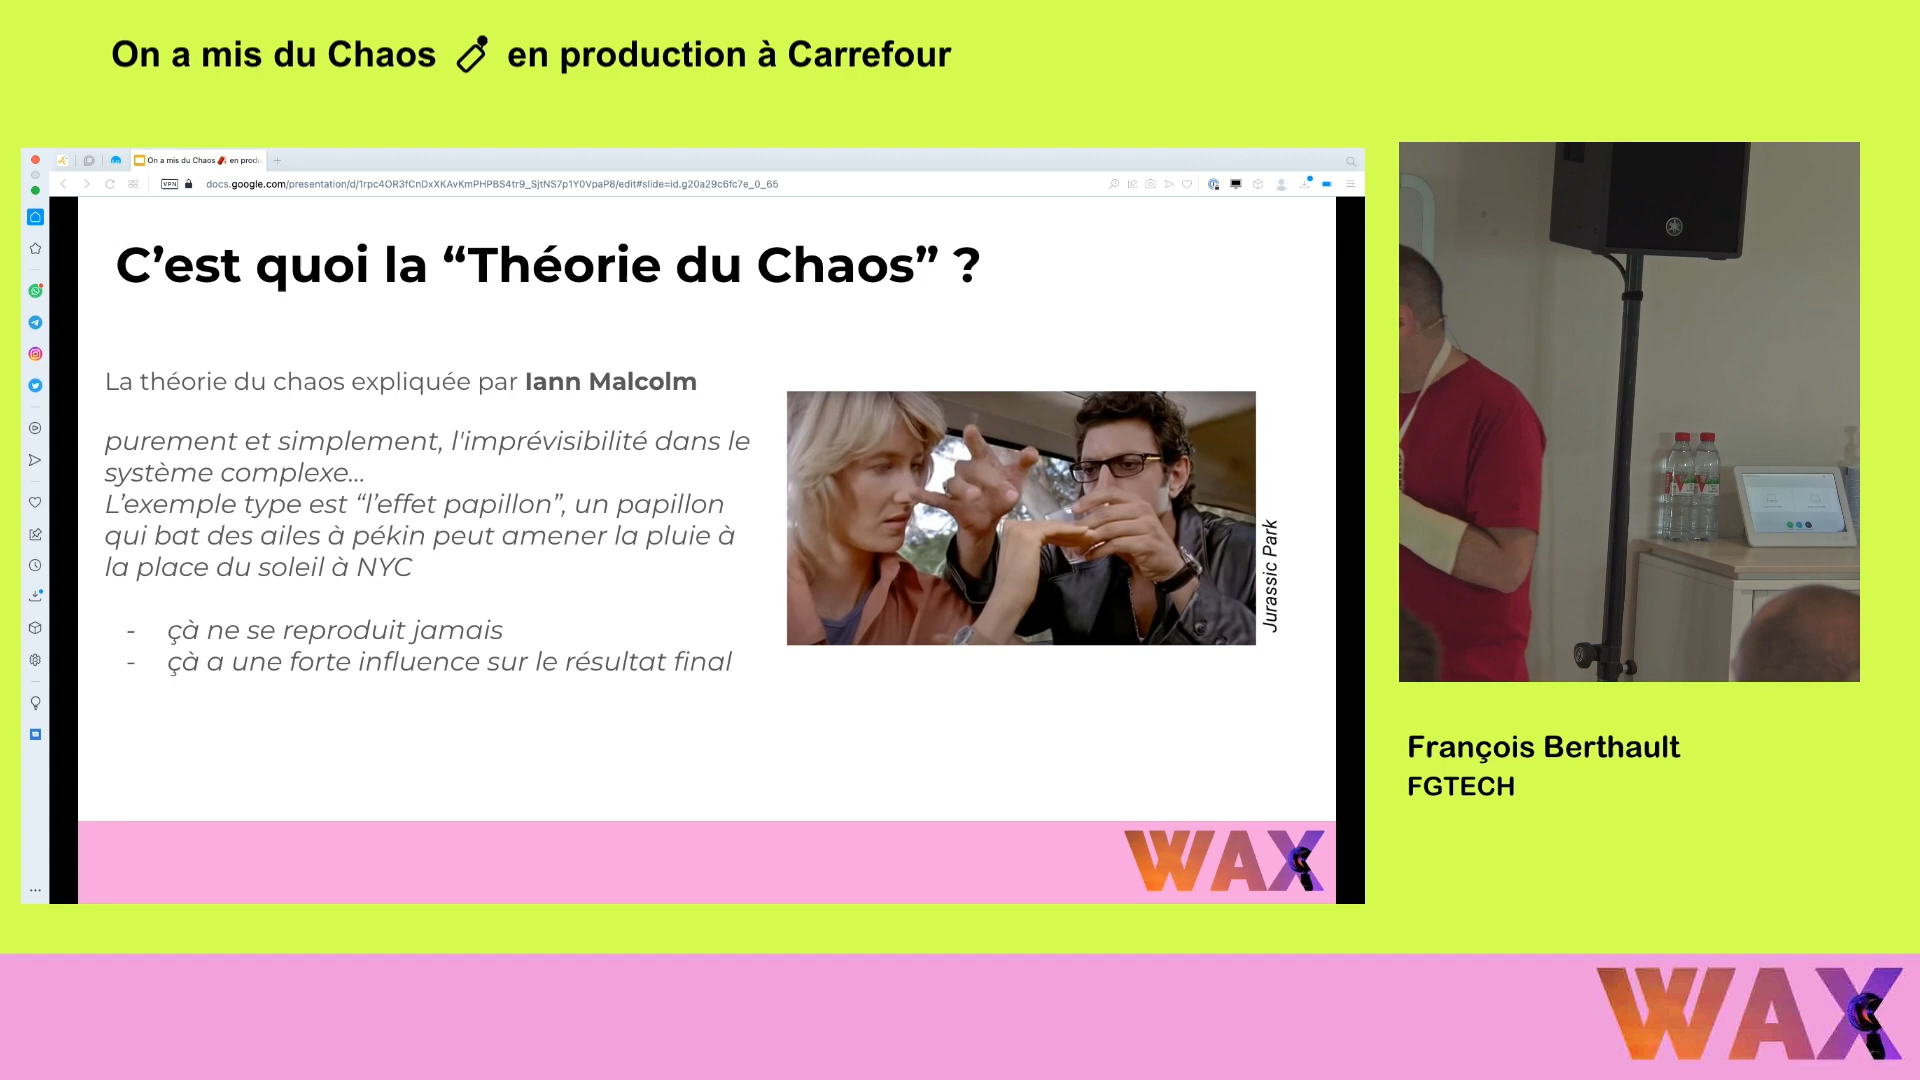 On a mis du Chaos 🧨 en production à Carrefour
On a mis du Chaos 🧨 en produ
VPN
docs.google.com/presentation/d/1rpc4OR3fCnDxXKAvKmPHPBS4tr9_SjtNS7p1Y0VpaP8/edit#slide=id.g20a29c6fc7e_0_65
C’est quoi la “Théorie du Chaos” ?
La théorie du chaos expliquée par Iann Malcolm
purement et simplement, l'imprévisibilité dans le
système complexe...
L’exemple type est “l’effet papillon”, un papillon
qui bat des ailes à pékin peut amener la pluie à
la place du soleil à NYC
- çà ne se reproduit jamais
- çà a une forte influence sur le résultat final
Jurassic Park
WAX
François Berthault
FGTECH
WAX